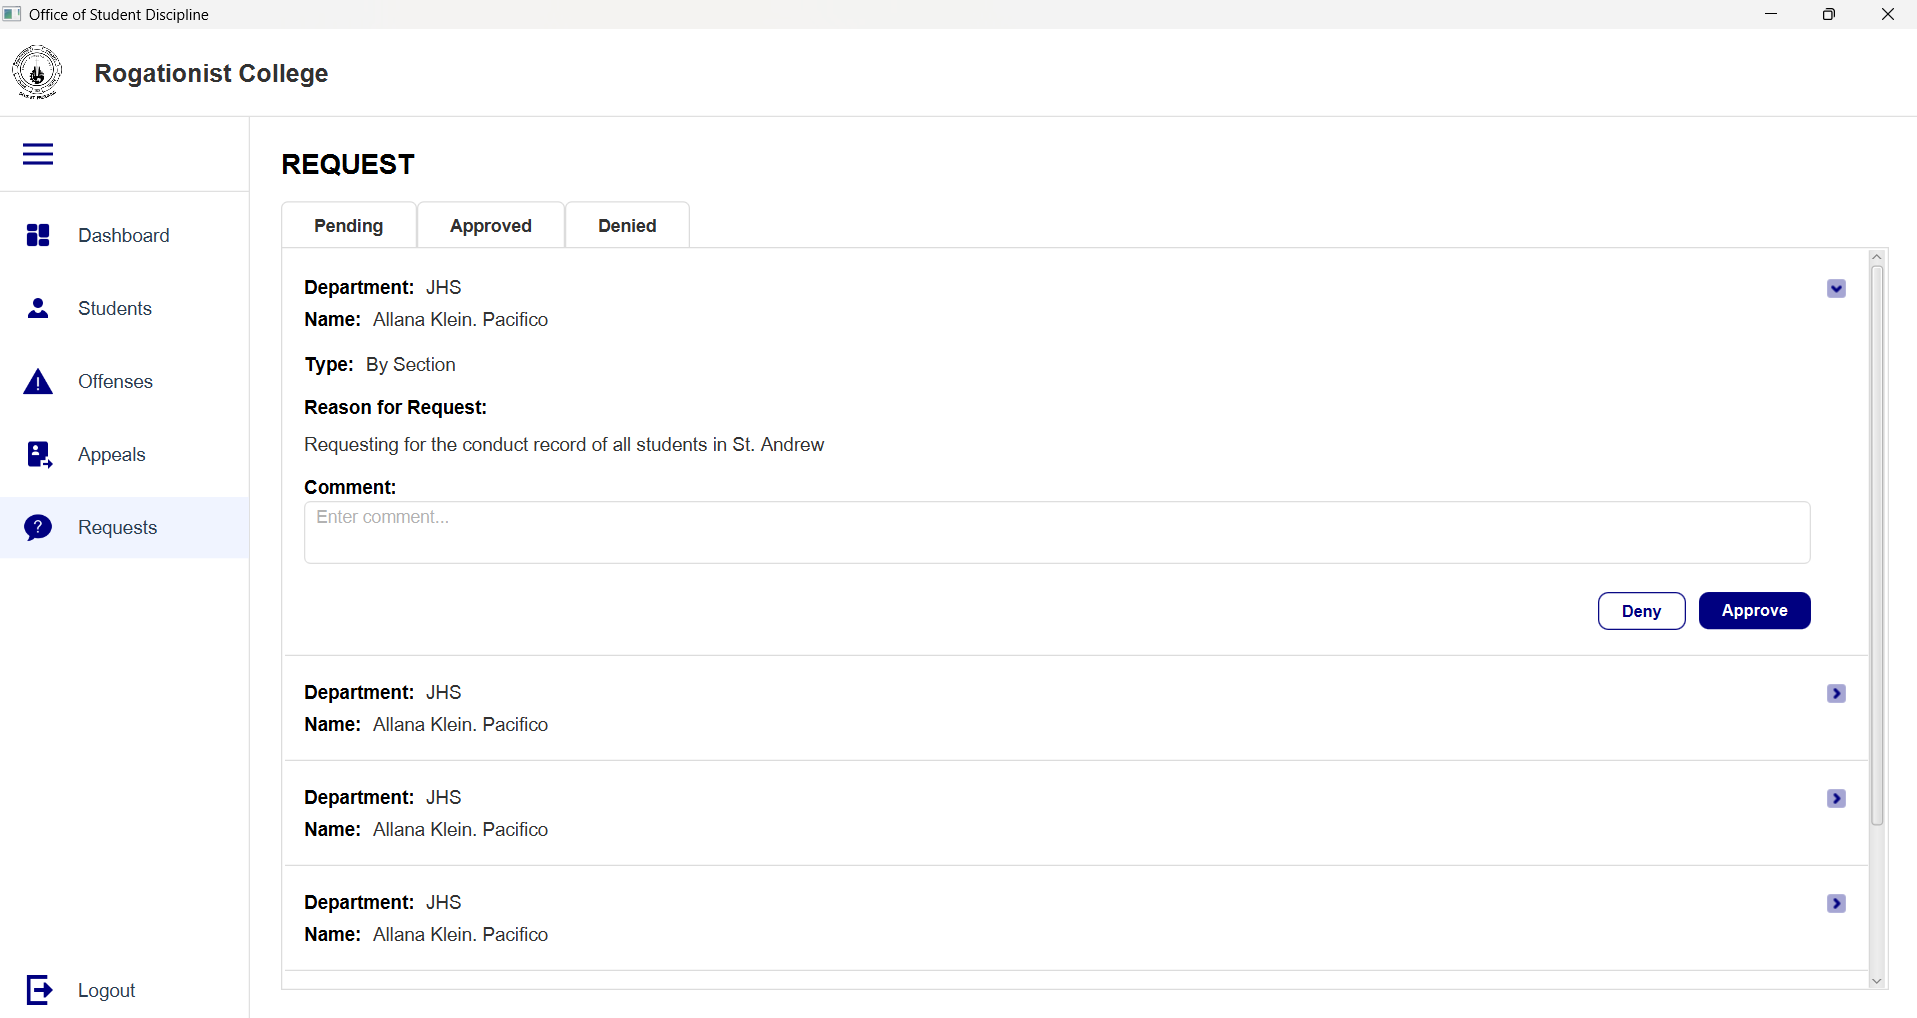 Office of Student Discipline
Rogationist College
REQUEST
Pending Approved Denied
Dashboard
Students
Offenses
Appeals
Requests
Logout
Department: JHS
Name: Allana Klein. Pacifico
Type: By Section
Reason for Request:
Requesting for the conduct record of all students in St. Andrew
Comment:
Enter comment...
Deny Approve
Department: JHS
Name: Allana Klein. Pacifico
Department: JHS
Name: Allana Klein. Pacifico
Department: JHS
Name: Allana Klein. Pacifico